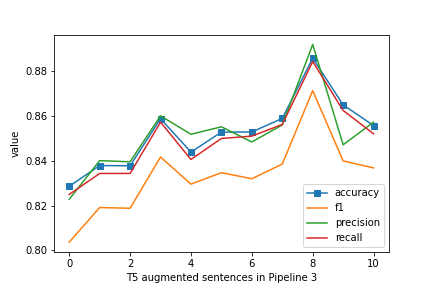 0.88
0.86
0.84
0.82
0.80
value
0 2 4 6 8 10
T5 augmented sentences in Pipeline 3
accuracy
f1
precision
recall